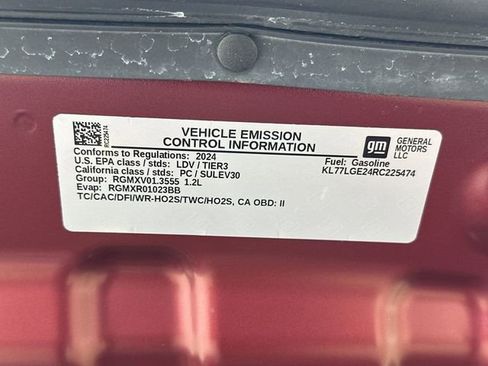 RC225474
VEHICLE EMISSION
CONTROL INFORMATION
gm
GENERAL
MOTORS
LLC
Conforms to Regulations: 2024
Fuel: Gasoline
U.S. EPA class / stds: LDV / TIER3
KL77LGE24RC225474
California class / stds: PC / SULEV30
Group: RGMXV01.3555 1.2L
Evap: RGMXR01023BB
TC/CAC/DFI/WR-HO2S/TWC/HO2S, CA OBD: II